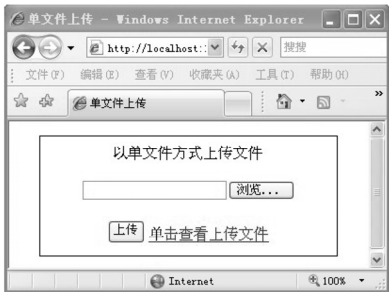 单文件上传 - Windows Internet Explorer
http://localhost:
搜搜
文件(F) 编辑(E) 查看(V) 收藏夹(A) 工具(T) 帮助(H)
单文件上传
以单文件方式上传文件
浏览...
上传 单击查看上传文件
Internet 100%